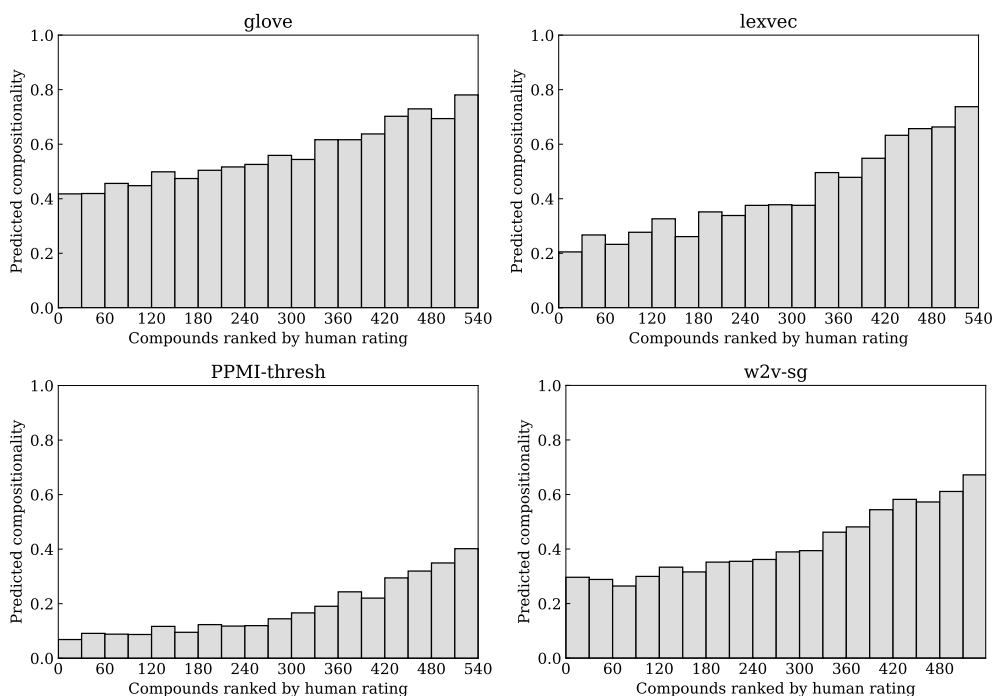 glove
1.0
0.8
0.6
0.4
0.2
0.0
Predicted compositionality
0 60 120 180 240 300 360 420 480 540
Compounds ranked by human rating
lexvec
1.0
0.8
0.6
0.4
0.2
0.0
Predicted compositionality
0 60 120 180 240 300 360 420 480 540
Compounds ranked by human rating
PPMI-thresh
1.0
0.8
0.6
0.4
0.2
0.0
Predicted compositionality
0 60 120 180 240 300 360 420 480 540
Compounds ranked by human rating
w2v-sg
1.0
0.8
0.6
0.4
0.2
0.0
Predicted compositionality
0 60 120 180 240 300 360 420 480
Compounds ranked by human rating